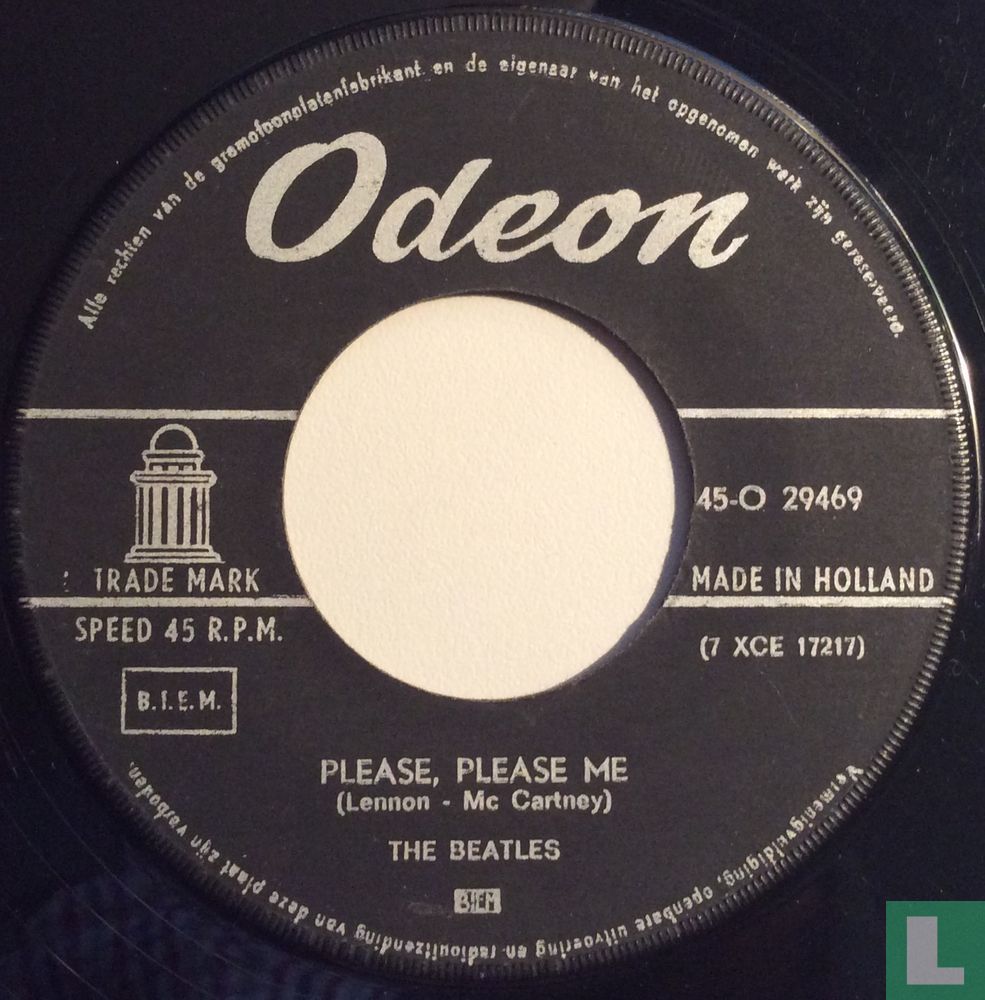 Alle rechten van de gramofoonplatenfabrikant en de eigenaar van het opgenomen werk zijn gereserveerd.
Odeon
45-O 29469
TRADE MARK
MADE IN HOLLAND
SPEED 45 R.P.M.
(7 XCE 17217)
B.I.E.M.
PLEASE, PLEASE ME
(Lennon - Mc Cartney)
THE BEATLES
BIEM
Vermenigvuldiging, openbare uitvoering en radiouitzending van deze plaat zijn verboden.
L